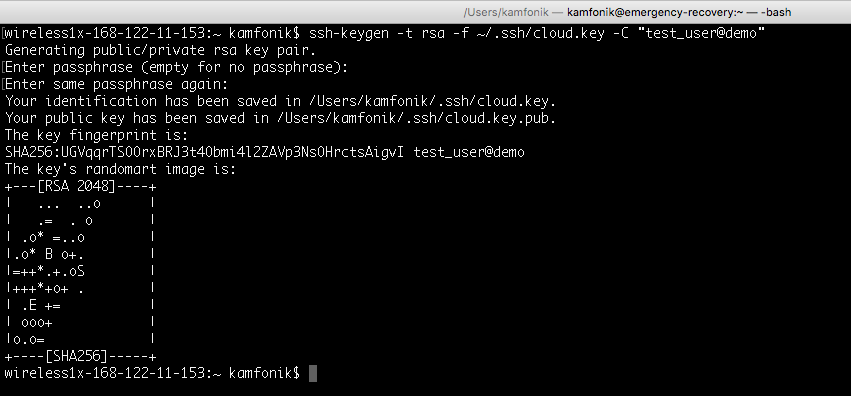 /Users/kamfonik — kamfonik@emergency-recovery:~ — -bash
wireless1x-168-122-11-153:~ kamfonik$ ssh-keygen -t rsa -f ~/.ssh/cloud.key -C "test_user@demo"
Generating public/private rsa key pair.
[Enter passphrase (empty for no passphrase):
[Enter same passphrase again:
Your identification has been saved in /Users/kamfonik/.ssh/cloud.key.
Your public key has been saved in /Users/kamfonik/.ssh/cloud.key.pub.
The key fingerprint is:
SHA256:UGVqqrTS0OrxBRJ3t4Obmi4l2ZAVp3NsOHrctsAigvI test_user@demo
The key's randomart image is:
+---[RSA 2048]----+
|   ...  ..o      |
|   .=  . o       |
| .o* =..o        |
|.o* B o+.        |
|=++*.+.oS        |
|+++*+o+ .        |
| .E +=           |
| ooo+            |
|o.o=             |
+----[SHA256]-----+
wireless1x-168-122-11-153:~ kamfonik$